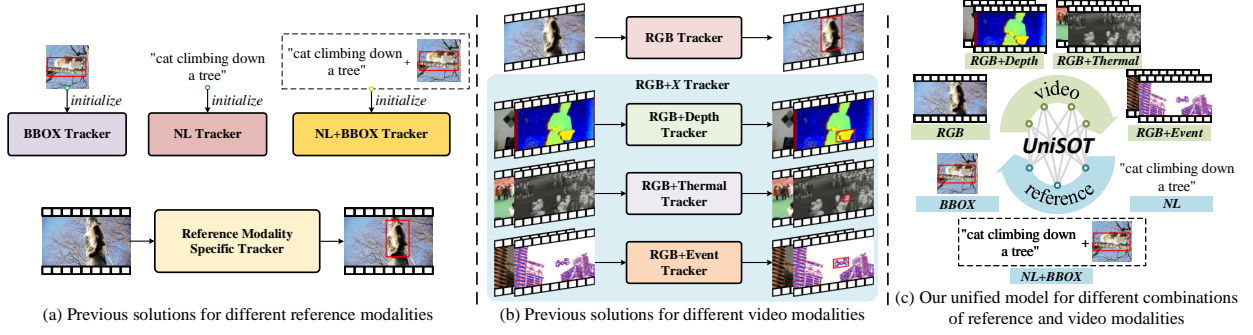 "cat climbing down
a tree"
"cat climbing down
a tree"
+
initialize
initialize
initialize
BBOX Tracker
NL Tracker
NL+BBOX Tracker
Reference Modality
Specific Tracker
(a) Previous solutions for different reference modalities
RGB Tracker
RGB+X Tracker
RGB+Depth
Tracker
RGB+Thermal
Tracker
RGB+Event
Tracker
(b) Previous solutions for different video modalities
RGB+Depth
RGB+Thermal
video
RGB
RGB+Event
UniSOT
reference
BBOX
"cat climbing down
a tree"
NL
"cat climbing down
a tree"
+
NL+BBOX
(c) Our unified model for different combinations
of reference and video modalities